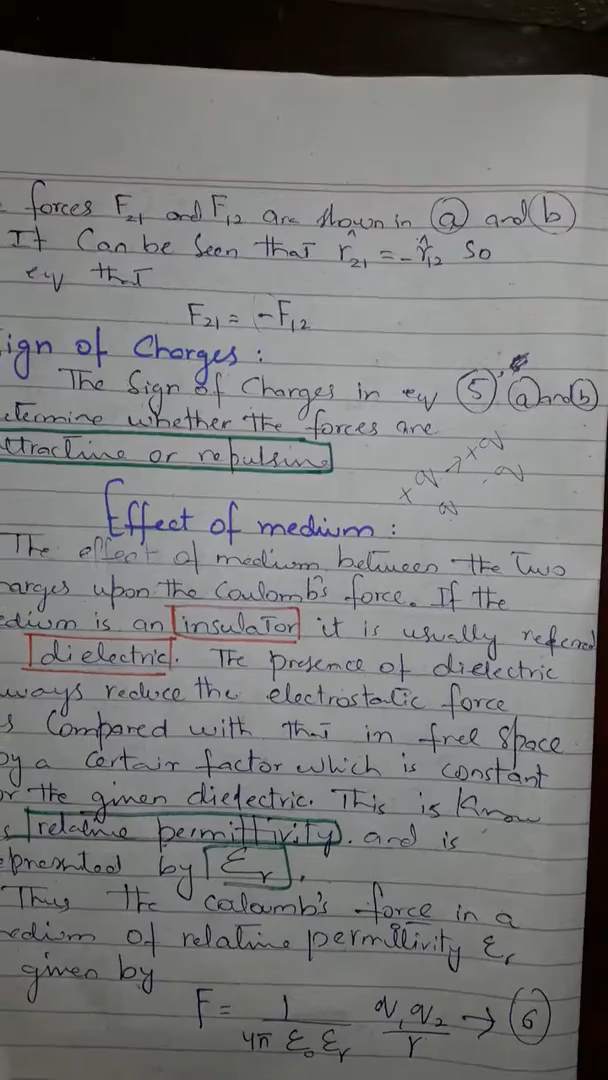 forces F₂₁ and F₁₂ are shown in ⓐ and ⓑ
It can be seen that r̂₂₁ = -r̂₁₂ so
eq that
F₂₁ = -F₁₂
ign of Charges :
The Sign of Charges in eq ⑤, ⓐ and ⓑ
etermine whether the forces are
ttractive or repulsive
Effect of medium :
The effect of medium between the two
harges upon the Coulomb's force. If the
edium is an insulator it is usually refered
dielectric. The presence of dielectric
ways reduce the electrostatic force
s Compared with that in free space
by a certain factor which is constant
or the given dielectric. This is Know
s relative permittivity. and is
epresented by εr.
Thus the calomb's force in a
edium of relative permittivity εr
given by
F = 1/4π ε₀ εr q₁q₂/r → ⑥